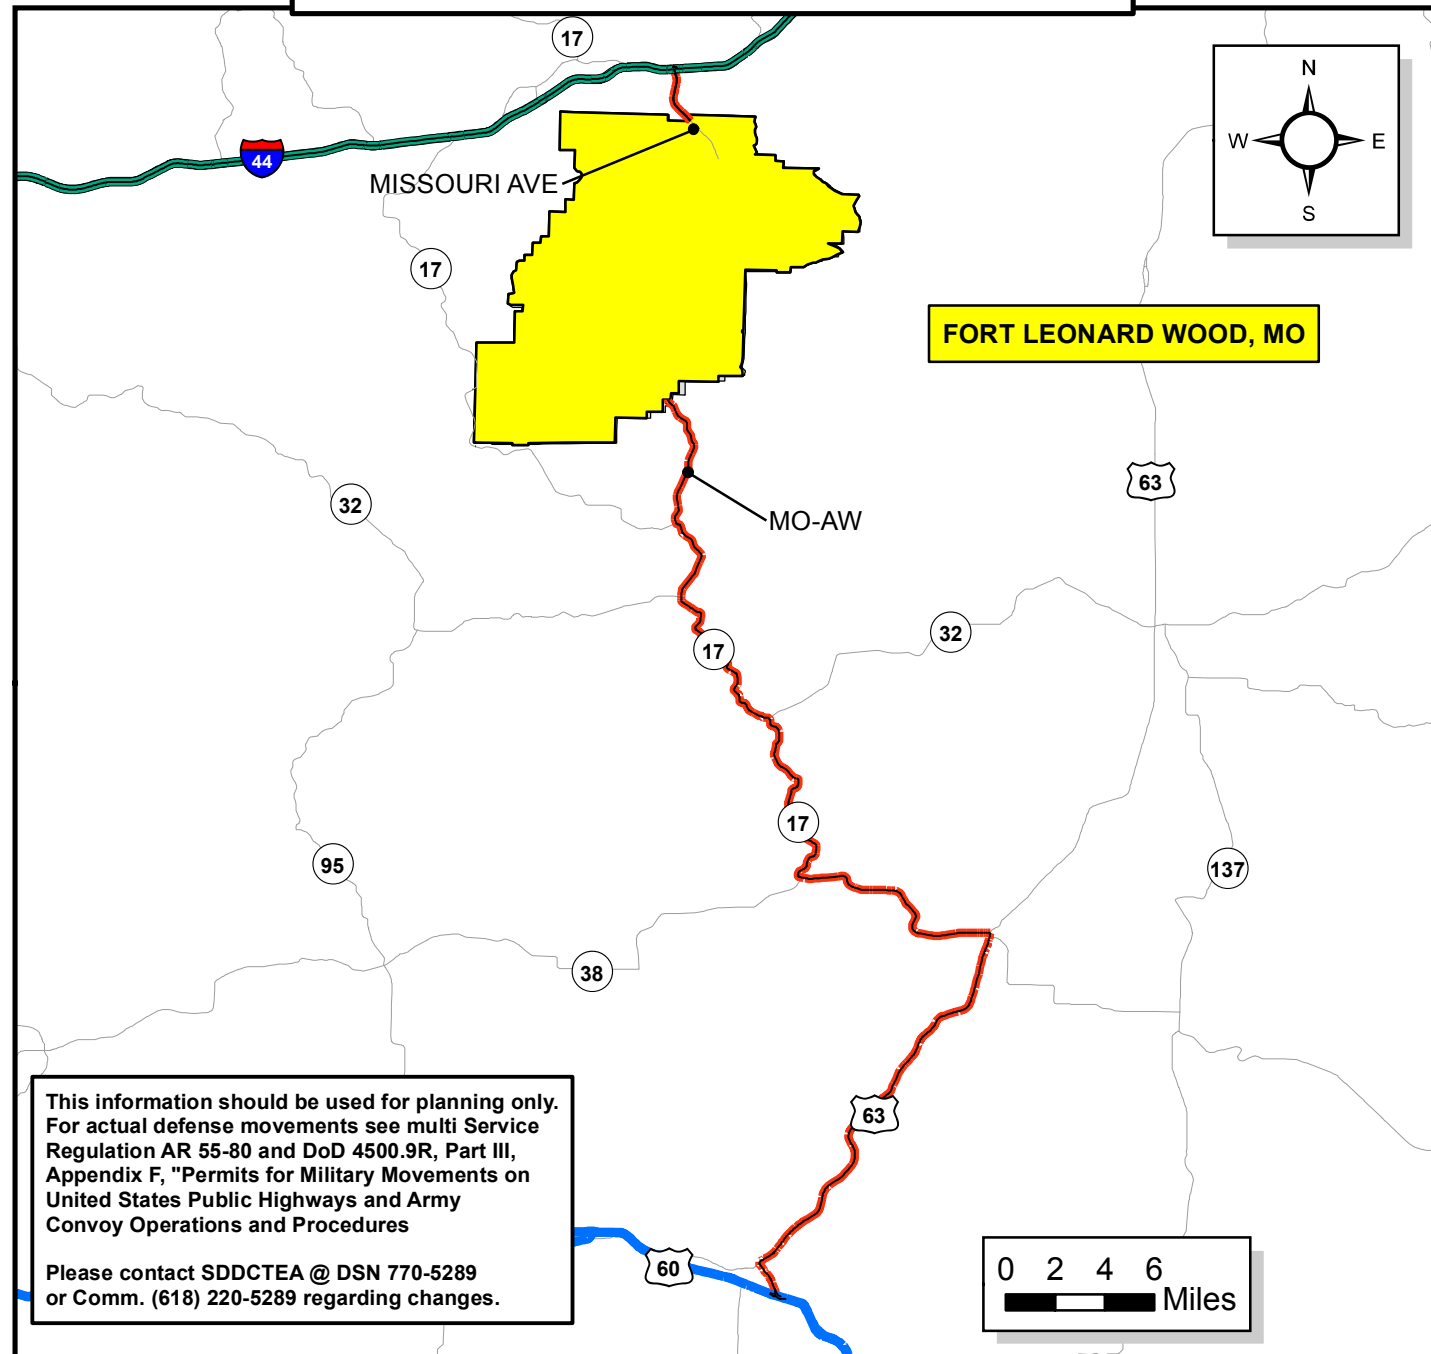 17
N
W
E
S
44
MISSOURI AVE
17
FORT LEONARD WOOD, MO
63
32
MO-AW
32
17
17
95
137
38
63
This information should be used for planning only.
For actual defense movements see multi Service
Regulation AR 55-80 and DoD 4500.9R, Part III,
Appendix F, "Permits for Military Movements on
United States Public Highways and Army
Convoy Operations and Procedures
Please contact SDDCTEA @ DSN 770-5289
or Comm. (618) 220-5289 regarding changes.
60
0 2 4 6
Miles